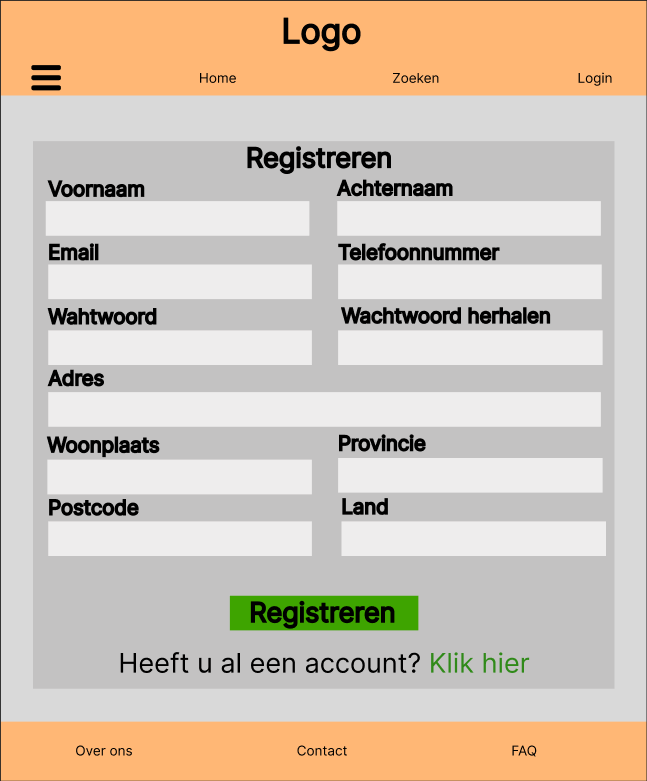 Logo
Home Zoeken Login
Registreren
Voornaam Achternaam
Email Telefoonnummer
Wahtwoord Wachtwoord herhalen
Adres
Woonplaats Provincie
Postcode Land
Registreren
Heeft u al een account? Klik hier
Over ons Contact FAQ